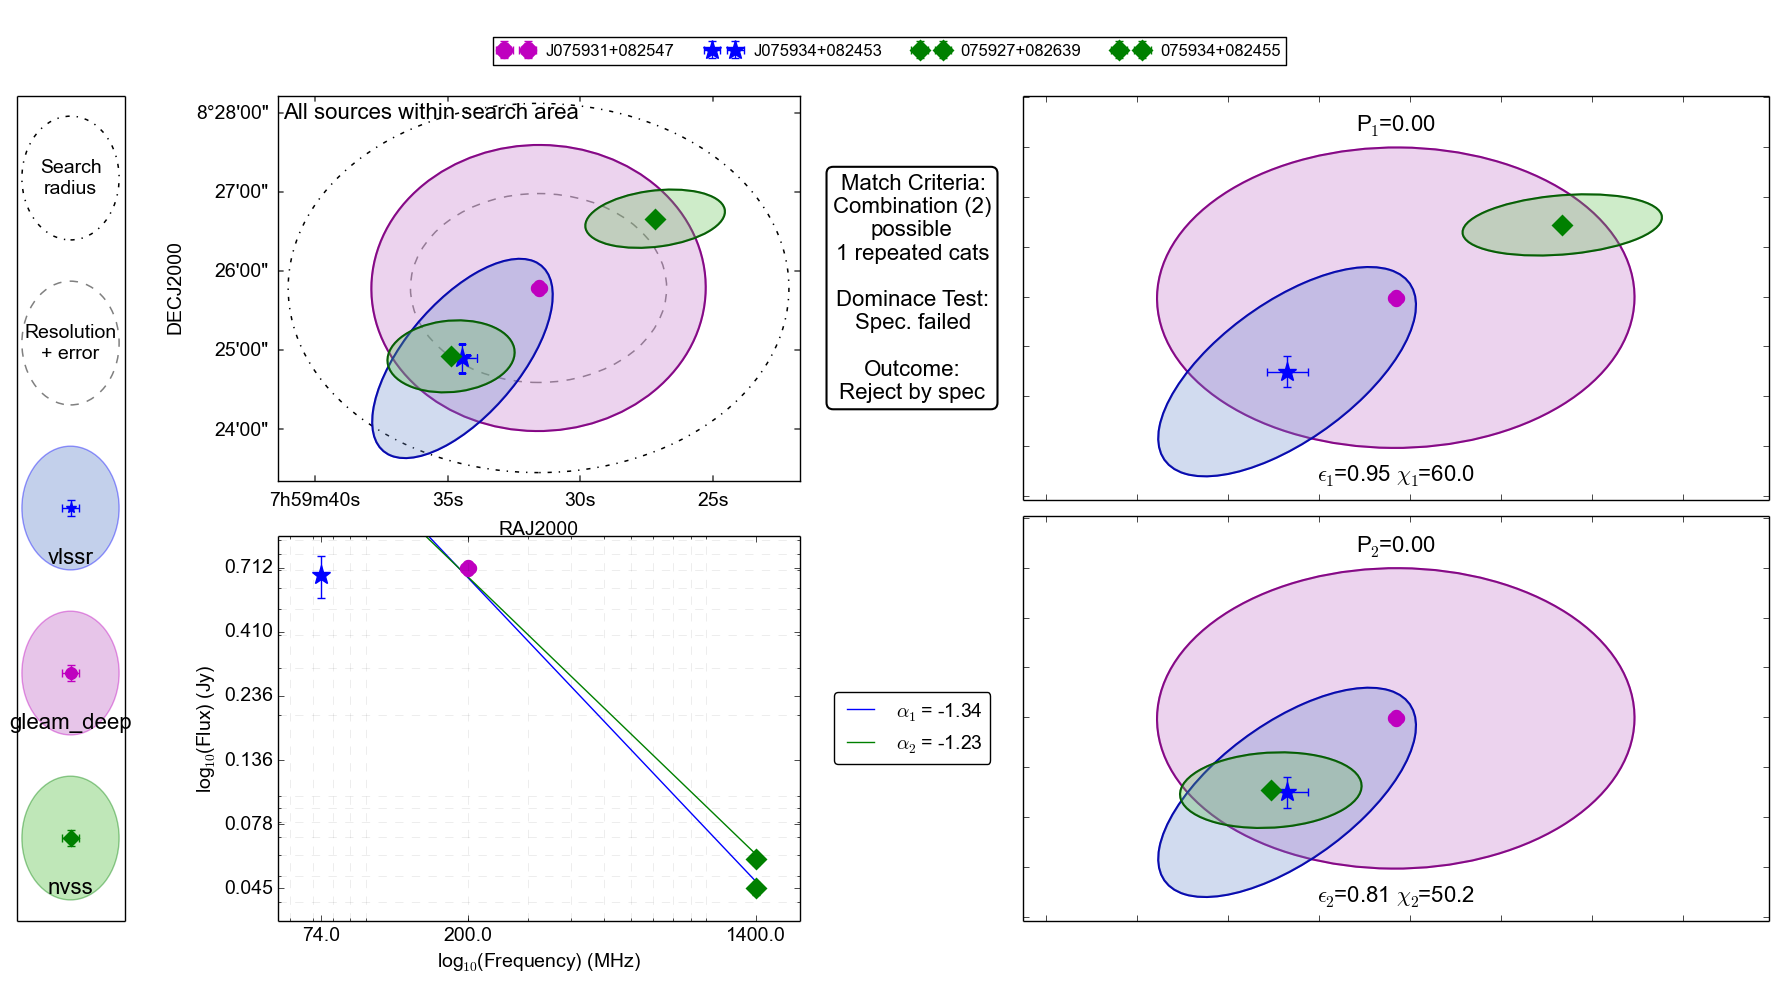 J075931+082547 J075934+082453 075927+082639 075934+082455
Search
radius
Resolution
+ error
vlssr
gleam_deep
nvss
All sources within search area
8°28'00"
27'00"
26'00"
25'00"
24'00"
DECJ2000
7h59m40s 35s 30s 25s
RAJ2000
Match Criteria:
Combination (2)
possible
1 repeated cats
Dominace Test:
Spec. failed
Outcome:
Reject by spec
P₁=0.00
ϵ₁=0.95 χ₁=60.0
0.712
0.410
0.236
0.136
0.078
0.045
log₁₀(Flux) (Jy)
74.0 200.0 1400.0
log₁₀(Frequency) (MHz)
α₁ = -1.34
α₂ = -1.23
P₂=0.00
ϵ₂=0.81 χ₂=50.2